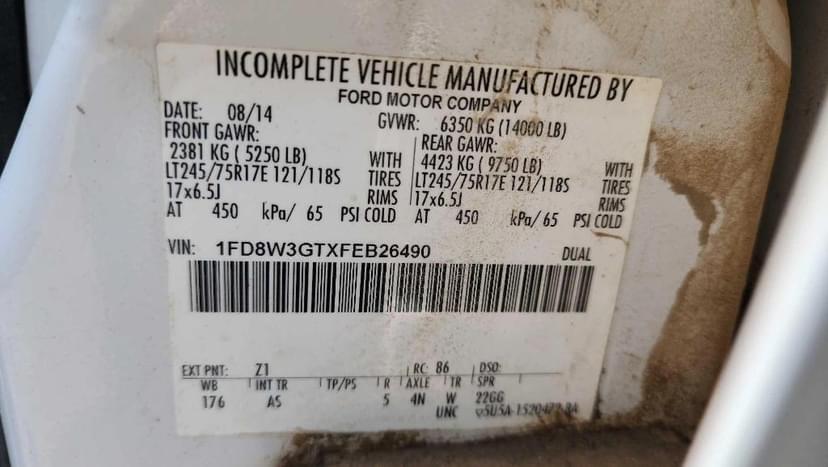 INCOMPLETE VEHICLE MANUFACTURED BY
FORD MOTOR COMPANY
DATE: 08/14 GVWR: 6350 KG (14000 LB)
FRONT GAWR: REAR GAWR:
2381 KG ( 5250 LB) WITH 4423 KG ( 9750 LB) WITH
LT245/75R17E 121/118S TIRES LT245/75R17E 121/118S TIRES
17x6.5J RIMS 17x6.5J RIMS
AT 450 kPa/ 65 PSI COLD AT 450 kPa/ 65 PSI COLD
VIN: 1FD8W3GTXFEB26490 DUAL
EXT PNT: Z1 RC: 86 DSO:
WB INT TR TP/PS R AXLE TR SPR
176 AS 5 4N W 22GG
UNC